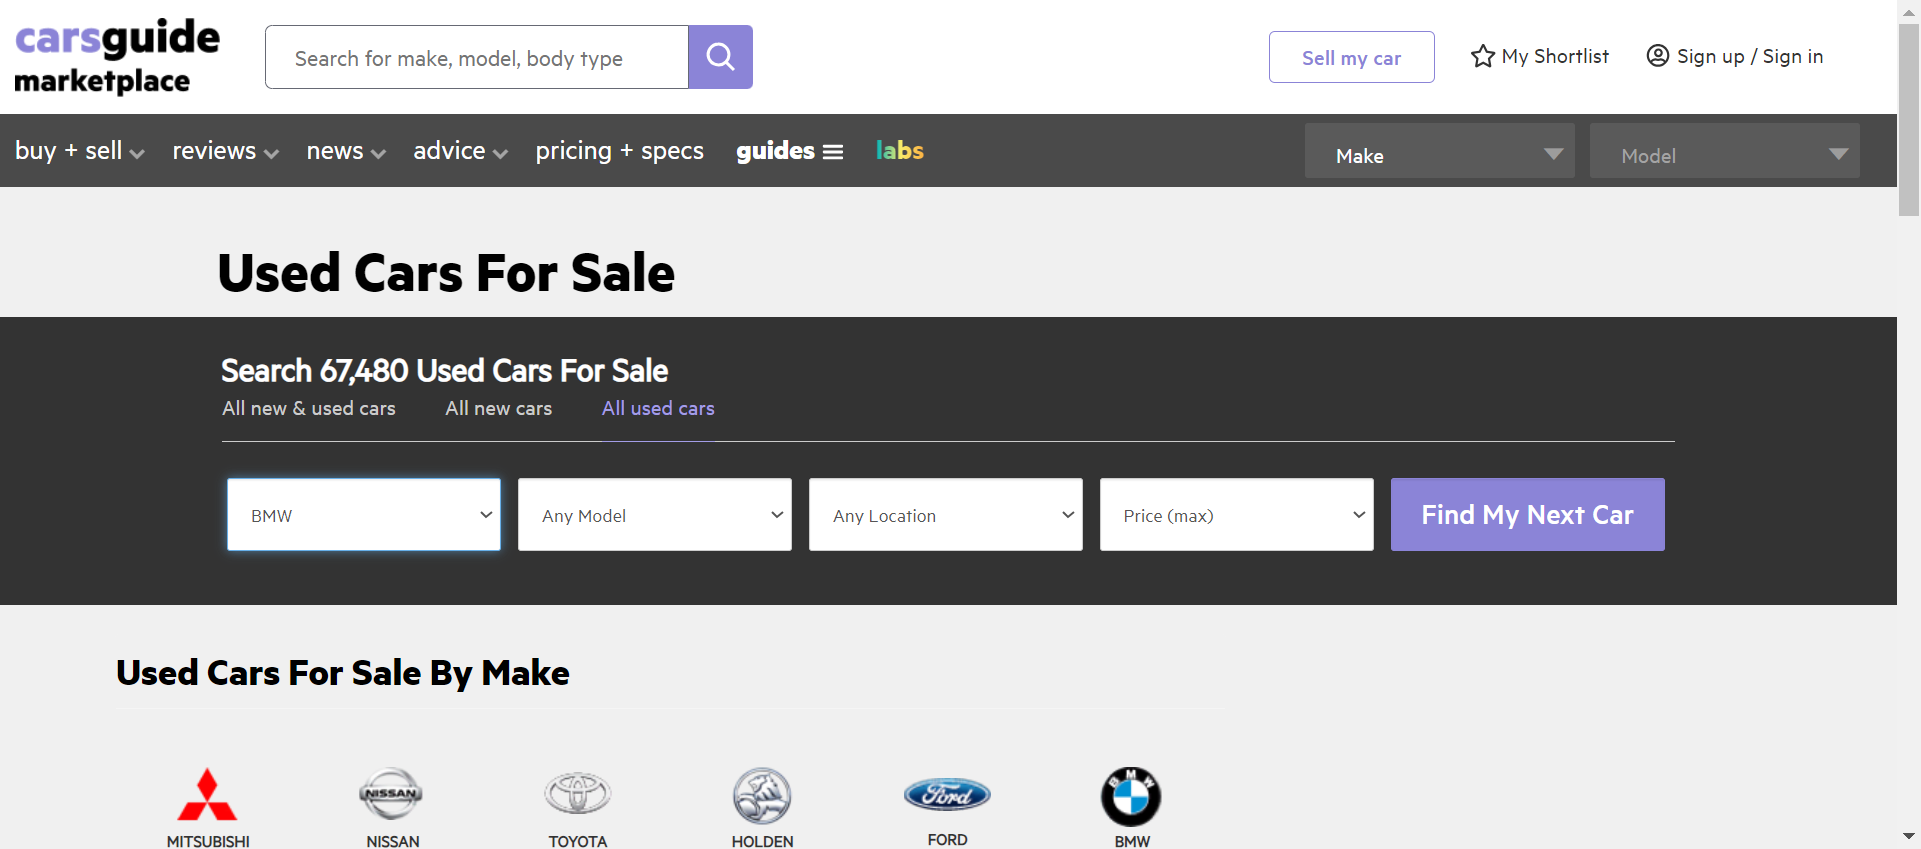 carsguide
marketplace
Search for make, model, body type
Sell my car
My Shortlist
Sign up / Sign in
buy + sell
reviews
news
advice
pricing + specs
guides
labs
Make
Model
Used Cars For Sale
Search 67,480 Used Cars For Sale
All new & used cars
All new cars
All used cars
BMW
Any Model
Any Location
Price (max)
Find My Next Car
Used Cars For Sale By Make
NISSAN
Ford
BMW
MITSUBISHI
NISSAN
TOYOTA
HOLDEN
FORD
BMW